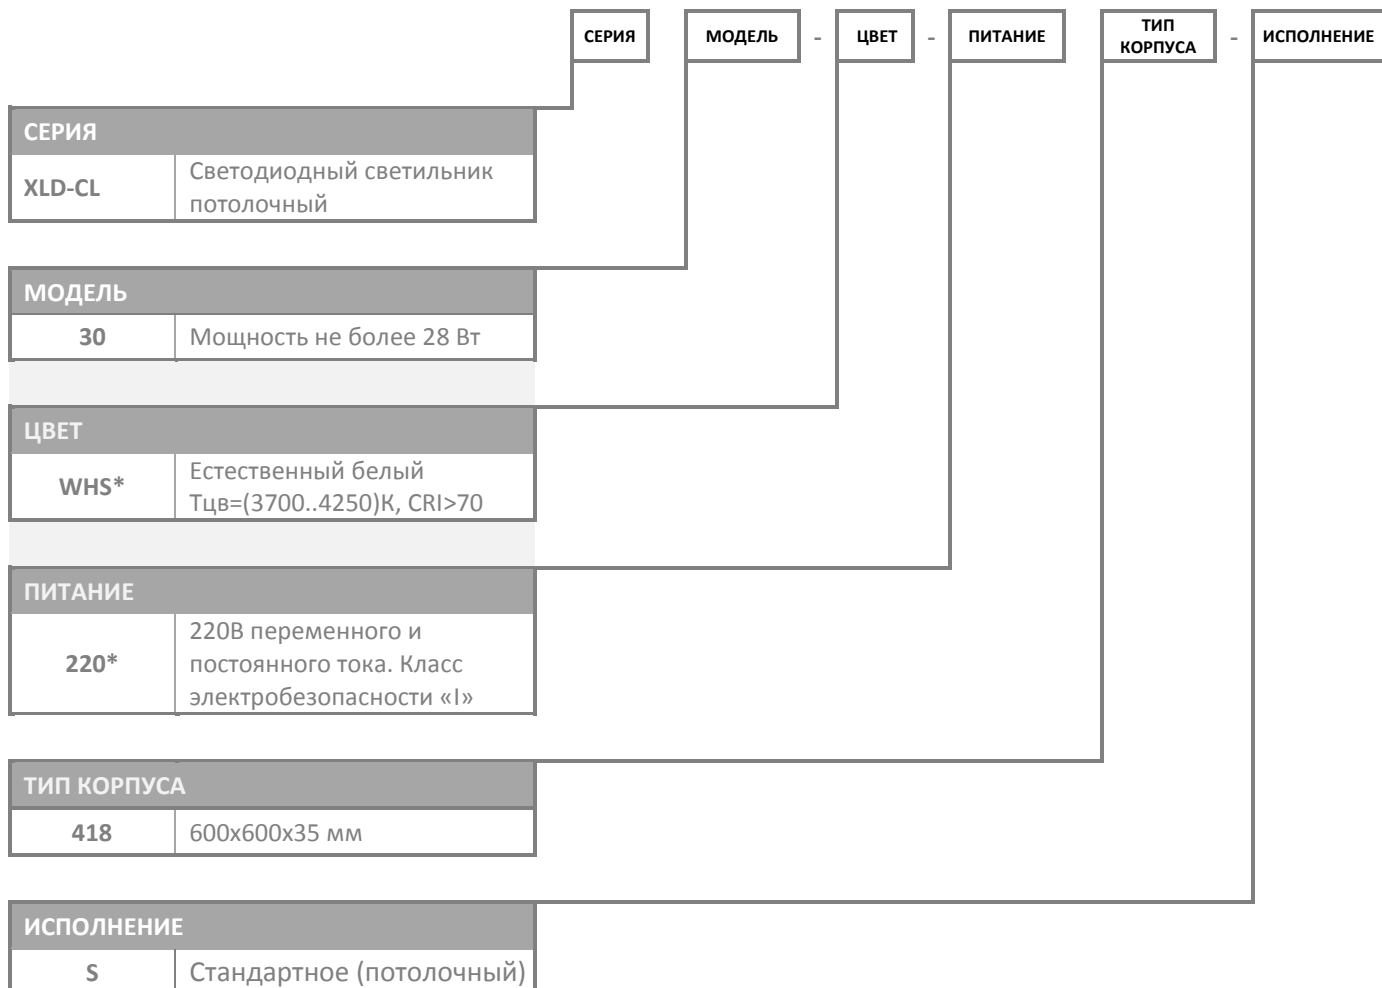 СЕРИЯ МОДЕЛЬ - ЦВЕТ - ПИТАНИЕ ТИП КОРПУСА - ИСПОЛНЕНИЕ
СЕРИЯ
XLD-CL Светодиодный светильник
потолочный
МОДЕЛЬ
30 Мощность не более 28 Вт
ЦВЕТ
WHS* Естественный белый
Тцв=(3700..4250)К, CRI>70
ПИТАНИЕ
220В переменного и
220* постоянного тока. Класс
электробезопасности «I»
ТИП КОРПУСА
418 600х600х35 мм
ИСПОЛНЕНИЕ
S Стандартное (потолочный)